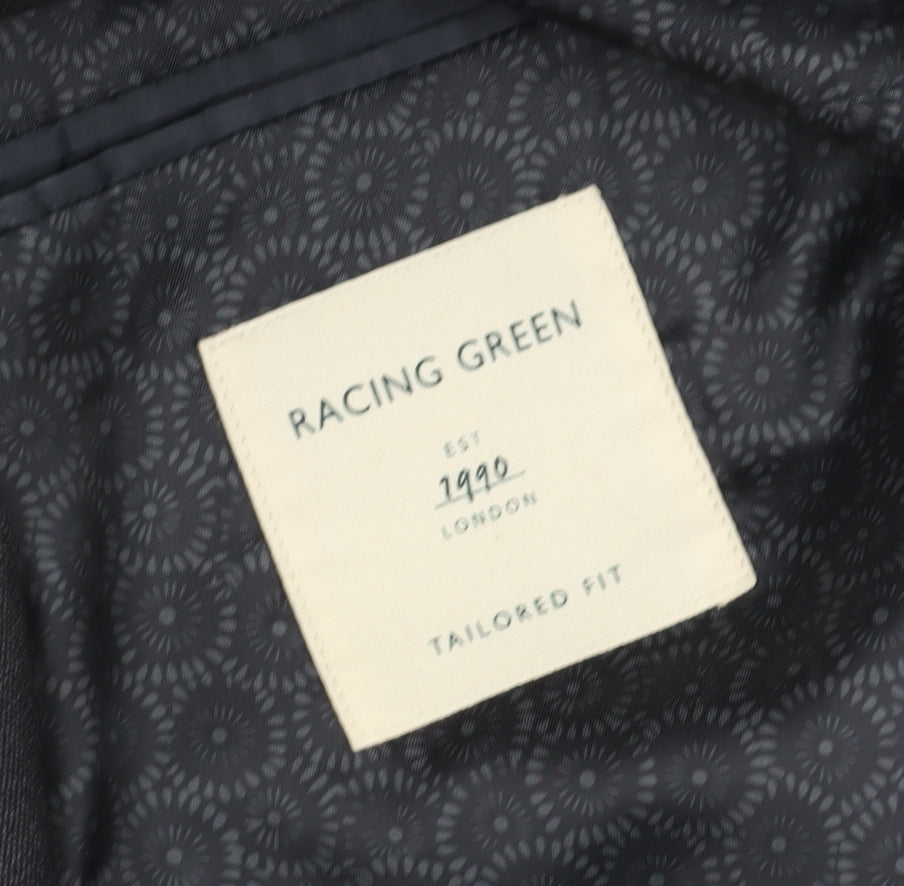 RACING GREEN
EST
1990
LONDON
TAILORED FIT